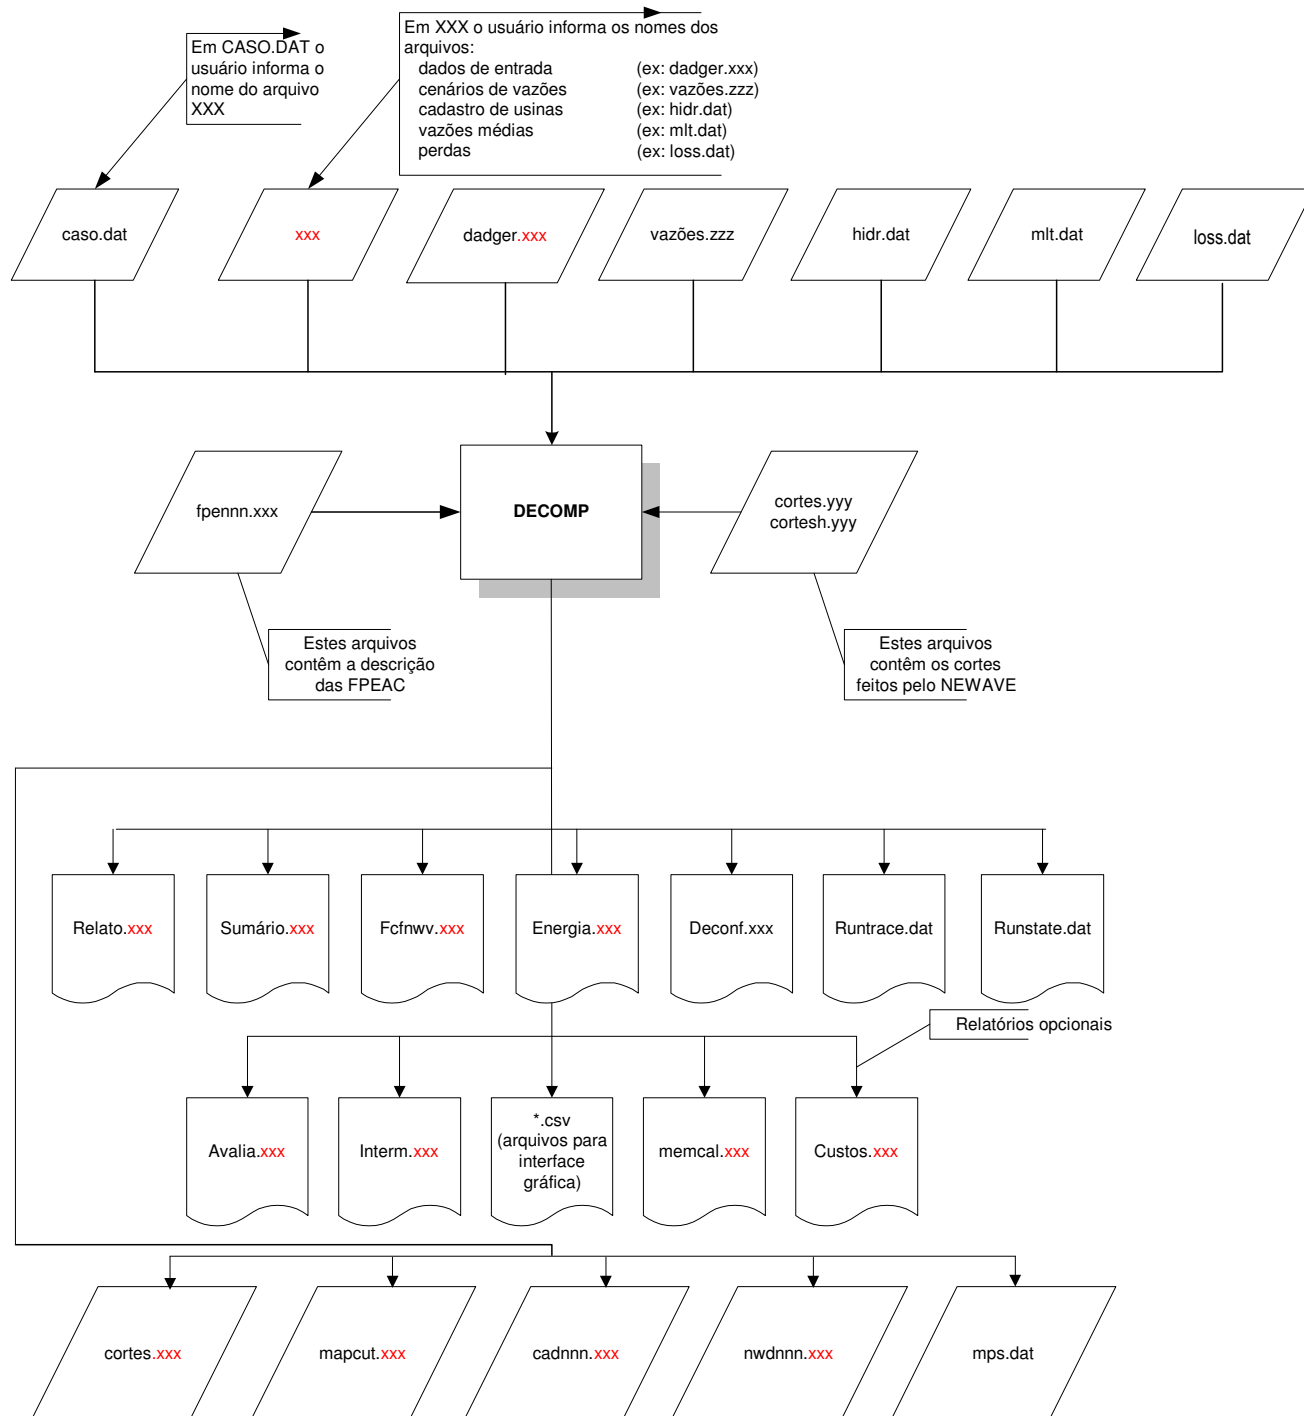 Em CASO.DAT o
usuário informa o
nome do arquivo
XXX
Em XXX o usuário informa os nomes dos
arquivos:
dados de entrada (ex: dadger.xxx)
cenários de vazões (ex: vazões.zzz)
cadastro de usinas (ex: hidr.dat)
vazões médias (ex: mlt.dat)
perdas (ex: loss.dat)
caso.dat
xxx
dadger.xxx
vazões.zzz
hidr.dat
mlt.dat
loss.dat
fpennn.xxx
DECOMP
cortes.yyy
cortesh.yyy
Estes arquivos
contêm a descrição
das FPEAC
Estes arquivos
contêm os cortes
feitos pelo NEWAVE
Relato.xxx
Sumário.xxx
Fcfnwv.xxx
Energia.xxx
Deconf.xxx
Runtrace.dat
Runstate.dat
Relatórios opcionais
Avalia.xxx
Interm.xxx
*.csv
(arquivos para
interface
gráfica)
memcal.xxx
Custos.xxx
cortes.xxx
mapcut.xxx
cadnnn.xxx
nwdnnn.xxx
mps.dat